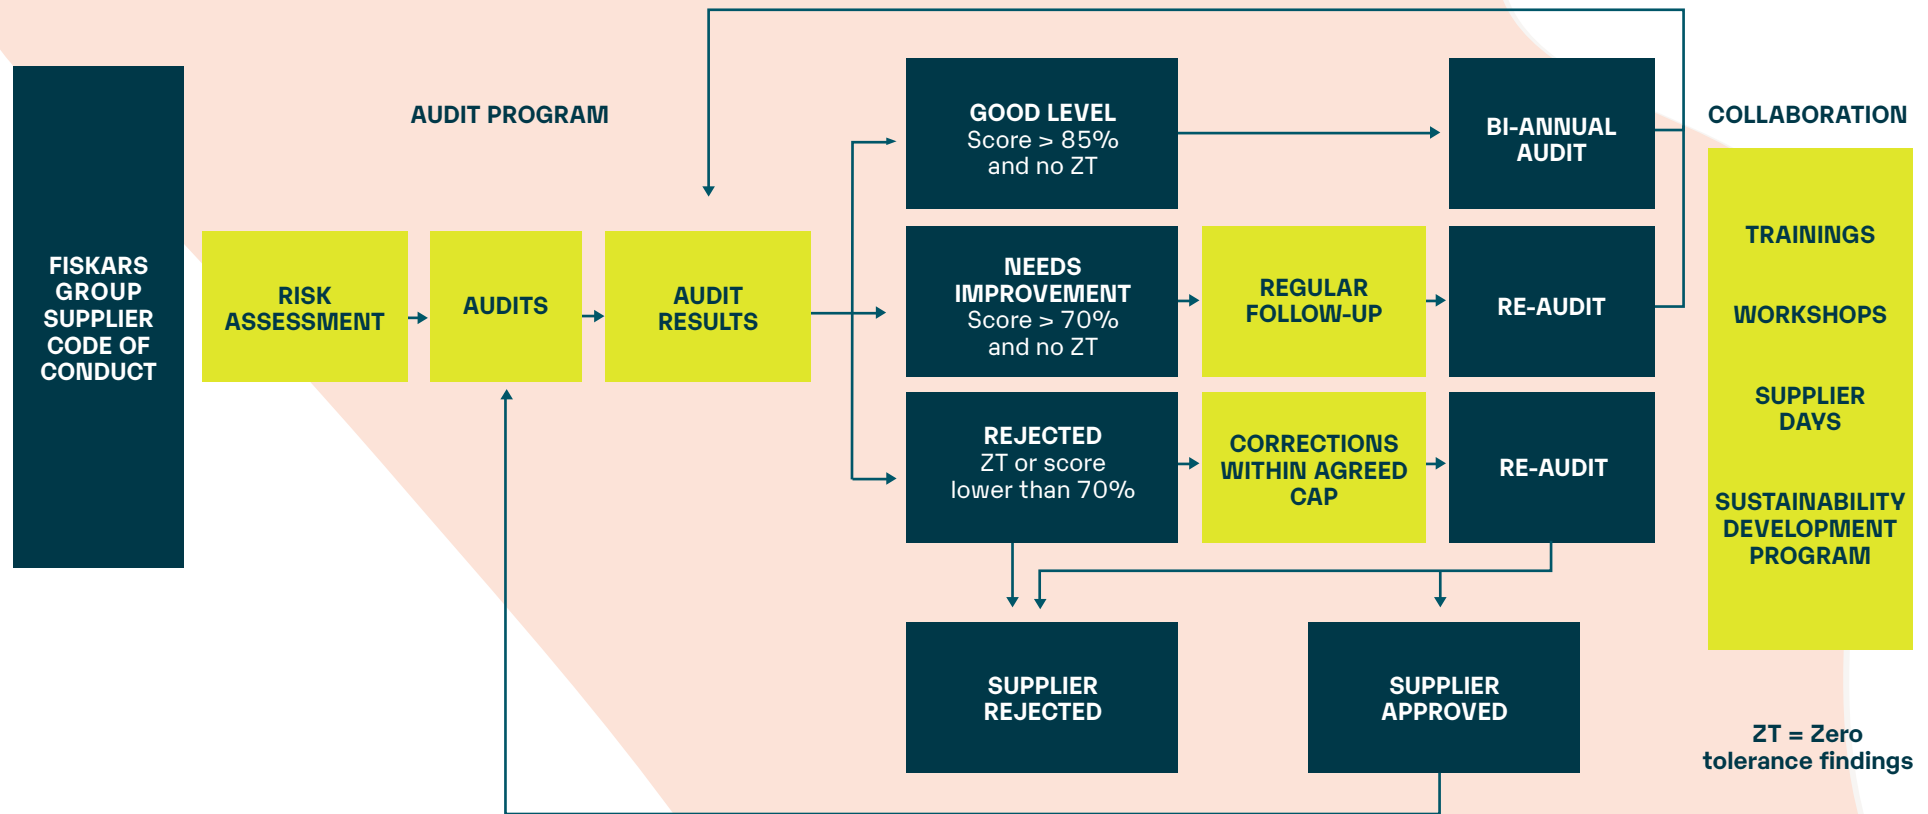 FISKARS
GROUP
SUPPLIER
CODE OF
CONDUCT
AUDIT PROGRAM
RISK
ASSESSMENT
AUDITS
AUDIT
RESULTS
GOOD LEVEL
Score > 85%
and no ZT
BI-ANNUAL
AUDIT
NEEDS
IMPROVEMENT
Score > 70%
and no ZT
REGULAR
FOLLOW-UP
RE-AUDIT
REJECTED
ZT or score
lower than 70%
CORRECTIONS
WITHIN AGREED
CAP
RE-AUDIT
SUPPLIER
REJECTED
SUPPLIER
APPROVED
COLLABORATION
TRAININGS
WORKSHOPS
SUPPLIER
DAYS
SUSTAINABILITY
DEVELOPMENT
PROGRAM
ZT = Zero
tolerance findings